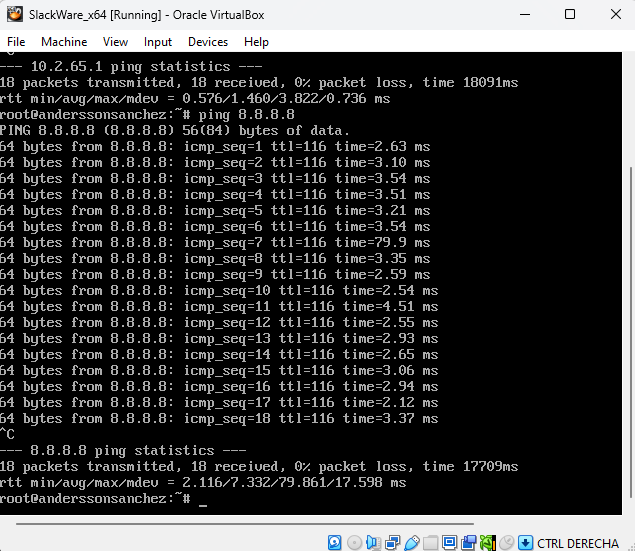 SlackWare_x64 [Running] - Oracle VirtualBox
File Machine View Input Devices Help
--- 10.2.65.1 ping statistics ---
18 packets transmitted, 18 received, 0% packet loss, time 18091ms
rtt min/avg/max/mdev = 0.576/1.460/3.822/0.736 ms
root@anderssonsanchez:~# ping 8.8.8.8
PING 8.8.8.8 (8.8.8.8) 56(84) bytes of data.
64 bytes from 8.8.8.8: icmp_seq=1 ttl=116 time=2.63 ms
64 bytes from 8.8.8.8: icmp_seq=2 ttl=116 time=3.10 ms
64 bytes from 8.8.8.8: icmp_seq=3 ttl=116 time=3.54 ms
64 bytes from 8.8.8.8: icmp_seq=4 ttl=116 time=3.51 ms
64 bytes from 8.8.8.8: icmp_seq=5 ttl=116 time=3.21 ms
64 bytes from 8.8.8.8: icmp_seq=6 ttl=116 time=3.54 ms
64 bytes from 8.8.8.8: icmp_seq=7 ttl=116 time=79.9 ms
64 bytes from 8.8.8.8: icmp_seq=8 ttl=116 time=3.35 ms
64 bytes from 8.8.8.8: icmp_seq=9 ttl=116 time=2.59 ms
64 bytes from 8.8.8.8: icmp_seq=10 ttl=116 time=2.54 ms
64 bytes from 8.8.8.8: icmp_seq=11 ttl=116 time=4.51 ms
64 bytes from 8.8.8.8: icmp_seq=12 ttl=116 time=2.55 ms
64 bytes from 8.8.8.8: icmp_seq=13 ttl=116 time=2.93 ms
64 bytes from 8.8.8.8: icmp_seq=14 ttl=116 time=2.65 ms
64 bytes from 8.8.8.8: icmp_seq=15 ttl=116 time=3.06 ms
64 bytes from 8.8.8.8: icmp_seq=16 ttl=116 time=2.94 ms
64 bytes from 8.8.8.8: icmp_seq=17 ttl=116 time=2.12 ms
64 bytes from 8.8.8.8: icmp_seq=18 ttl=116 time=3.37 ms
^C
--- 8.8.8.8 ping statistics ---
18 packets transmitted, 18 received, 0% packet loss, time 17709ms
rtt min/avg/max/mdev = 2.116/7.332/79.861/17.598 ms
root@anderssonsanchez:~# _
CTRL DERECHA